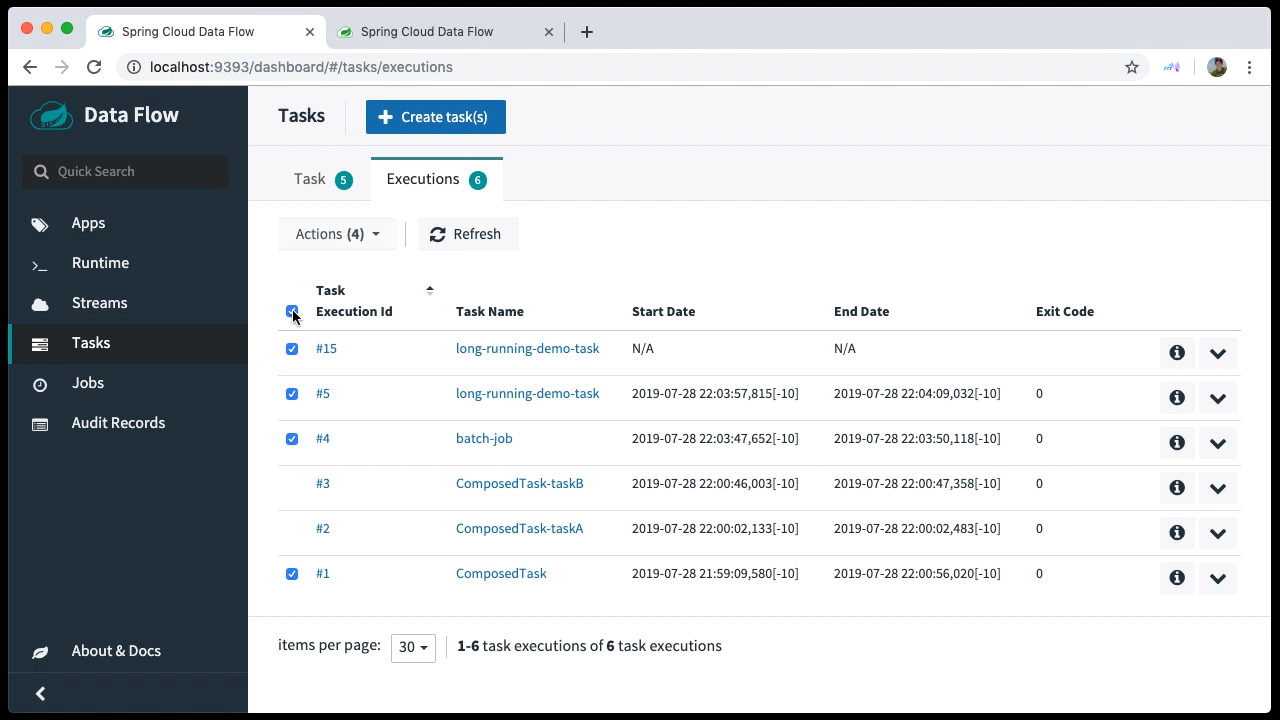 Spring Cloud Data Flow
Spring Cloud Data Flow
localhost:9393/dashboard/#/tasks/executions
Data Flow
Quick Search
Apps
Runtime
Streams
Tasks
Jobs
Audit Records
About & Docs
Tasks
Create task(s)
Task 5
Executions 6
Actions (4)
Refresh
Task
Execution Id Task Name Start Date End Date Exit Code
#15 long-running-demo-task N/A N/A
#5 long-running-demo-task 2019-07-28 22:03:57,815[-10] 2019-07-28 22:04:09,032[-10] 0
#4 batch-job 2019-07-28 22:03:47,652[-10] 2019-07-28 22:03:50,118[-10] 0
#3 ComposedTask-taskB 2019-07-28 22:00:46,003[-10] 2019-07-28 22:00:47,358[-10] 0
#2 ComposedTask-taskA 2019-07-28 22:00:02,133[-10] 2019-07-28 22:00:02,483[-10] 0
#1 ComposedTask 2019-07-28 21:59:09,580[-10] 2019-07-28 22:00:56,020[-10] 0
items per page: 30 1-6 task executions of 6 task executions